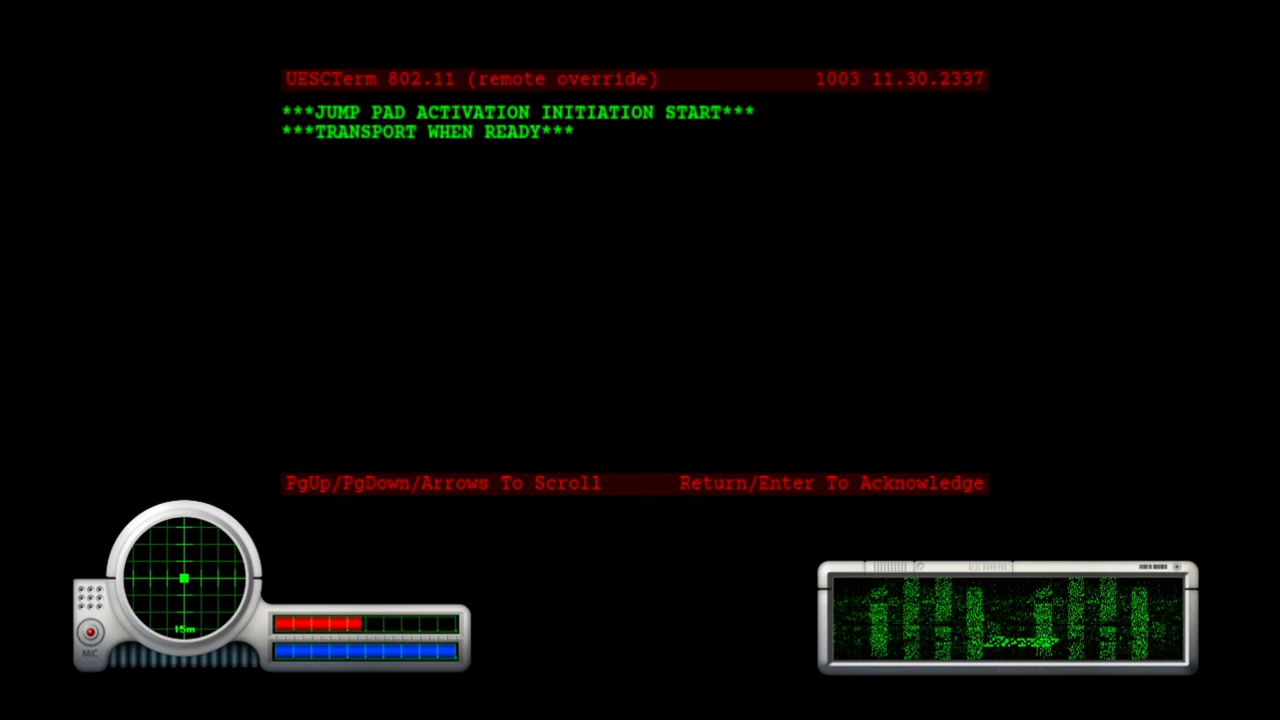 UESCTerm 802.11 (remote override) 1003 11.30.2337
***JUMP PAD ACTIVATION INITIATION START***
***TRANSPORT WHEN READY***
PgUp/PgDown/Arrows To Scroll Return/Enter To Acknowledge
15m
MIC